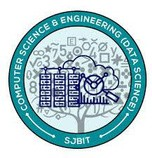 COMPUTER SCIENCE & ENGINEERING (DATA SCIENCE)
SJBIT